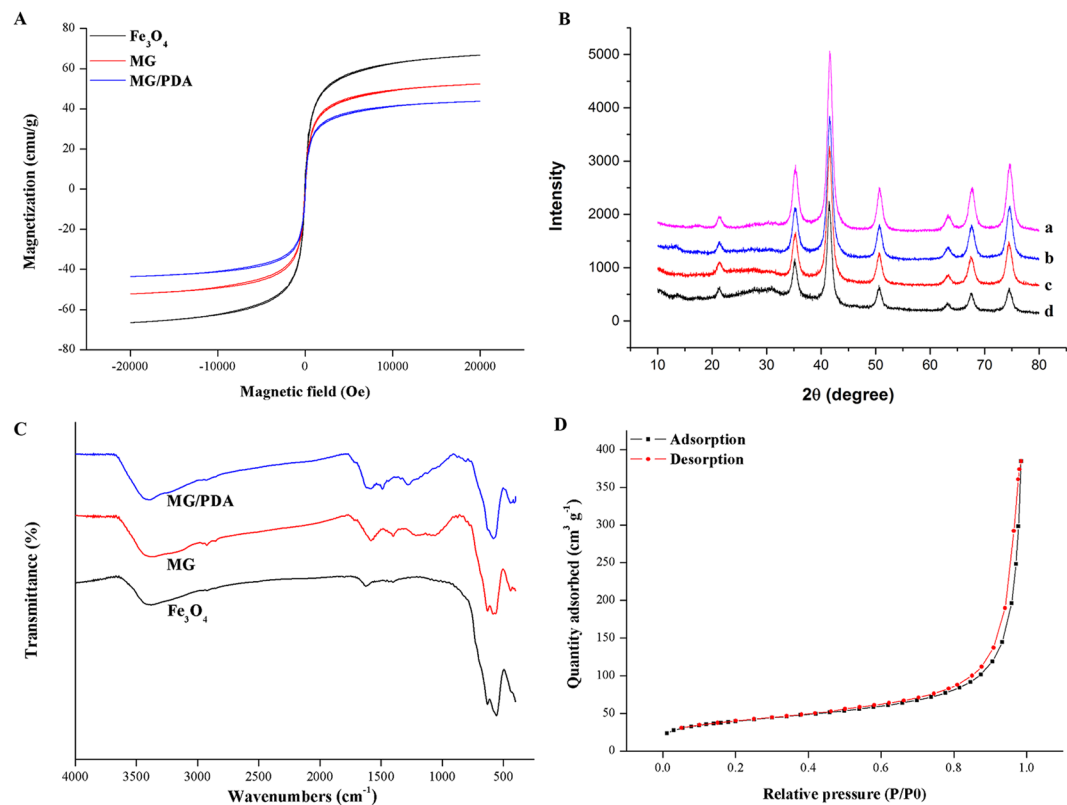 A
Fe3O4
MG
MG/PDA
Magnetization (emu/g)
80
60
40
20
0
-20
-40
-60
-80
-20000 -10000 0 10000 20000
Magnetic field (Oe)
B
Intensity
5000
4000
3000
2000
1000
0
a
b
c
d
10 20 30 40 50 60 70 80
2θ (degree)
C
Transmittance (%)
MG/PDA
MG
Fe3O4
4000 3500 3000 2500 2000 1500 1000 500
Wavenumbers (cm-1)
D
Adsorption
Desorption
Quantity adsorbed (cm3 g-1)
400
350
300
250
200
150
100
50
0
0.0 0.2 0.4 0.6 0.8 1.0
Relative pressure (P/P0)